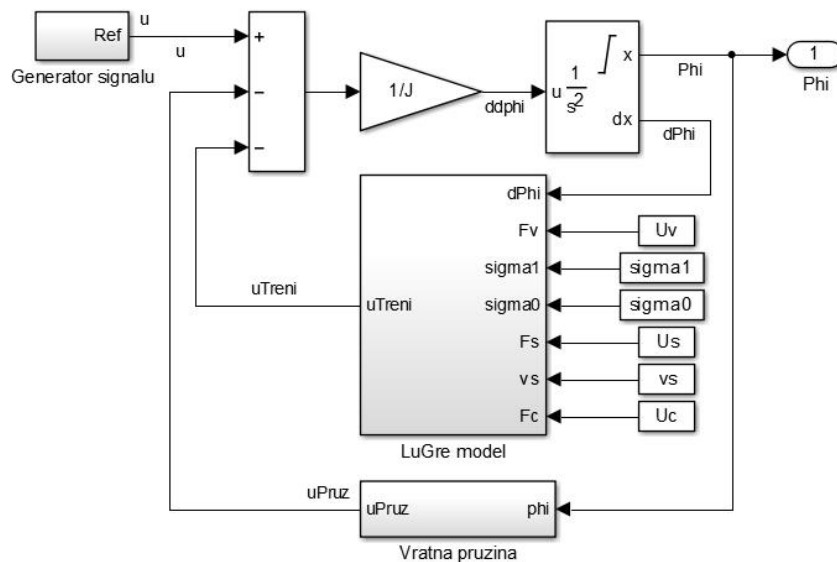 u
Ref
u
Generator signalu
+
−
−
1/J
ddphi
u 1/s^2
x
dx
Phi
dPhi
1
Phi
dPhi
Fv
Uv
sigma1
sigma1
uTreni
uTreni
sigma0
sigma0
Fs
Us
vs
vs
Fc
Uc
LuGre model
uPruz
uPruz
phi
Vratna pruzina